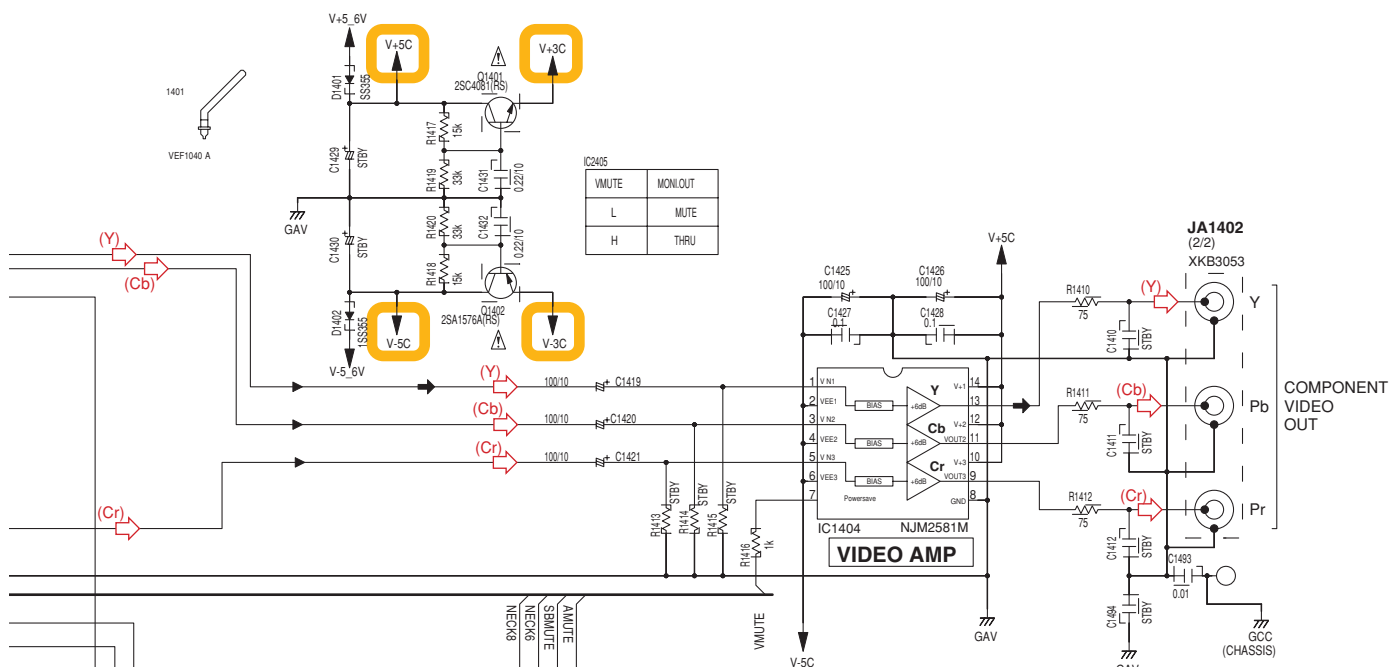 V+5_6V
V+5C
V+3C
D1401
SS355
Q1401
2SC4081(RS)
1401
VEF1040 A
R1417
15k
C1429
STBY
R1419
33k
C1431
0.22/10
GAV
C1430
STBY
R1420
33k
C1432
0.22/10
R1418
15k
D1402
1SS355
Q1402
2SA1576A(RS)
V-5C
V-3C
V-5_6V
IC2405
VMUTE MONI.OUT
L MUTE
H THRU
(Y)
(Cb)
(Cr)
(Y)
100/10 C1419
(Cb)
100/10 C1420
(Cr)
100/10 C1421
R1413
STBY
R1414
STBY
R1415
STBY
R1416
1k
VMUTE
NECK8
NECK6
SBMUTE
AMUTE
V+5C
C1425
100/10
C1426
100/10
C1427
0.1
C1428
0.1
1 V IN1
2 VEE1
3 V IN2
4 VEE2
5 V IN3
6 VEE3
7 Powersave
BIAS +6dB Y
BIAS +6dB Cb
BIAS +6dB Cr
V+1 14
13
V+2 12
VOUT2 11
V+3 10
VOUT3 9
GND 8
IC1404 NJM2581M
VIDEO AMP
V-5C
GAV
R1410
75
(Y)
C1410
STBY
R1411
75
(Cb)
C1411
STBY
R1412
75
(Cr)
C1412
STBY
C1493
0.01
C1494
STBY
GAV
GCC
(CHASSIS)
JA1402
(2/2)
XKB3053
Y
Pb
Pr
COMPONENT
VIDEO
OUT